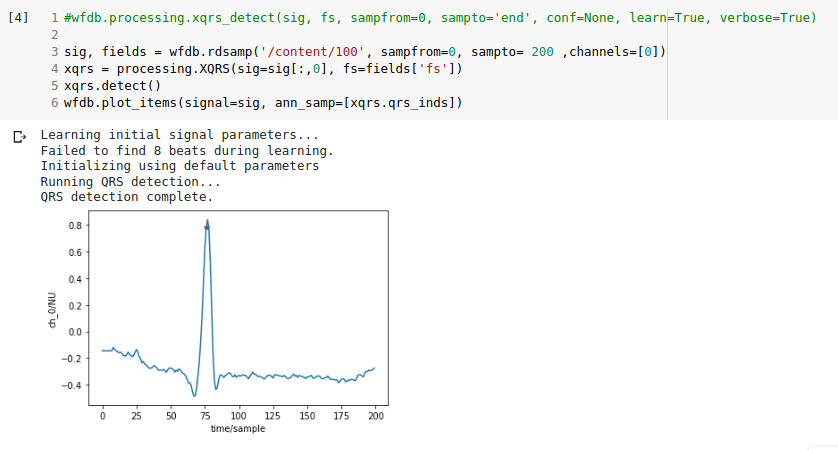 [4] 1 #wfdb.processing.xqrs_detect(sig, fs, sampfrom=0, sampto='end', conf=None, learn=True, verbose=True)
2
3 sig, fields = wfdb.rdsamp('/content/100', sampfrom=0, sampto= 200 ,channels=[0])
4 xqrs = processing.XQRS(sig=sig[:,0], fs=fields['fs'])
5 xqrs.detect()
6 wfdb.plot_items(signal=sig, ann_samp=[xqrs.qrs_inds])
Learning initial signal parameters...
Failed to find 8 beats during learning.
Initializing using default parameters
Running QRS detection...
QRS detection complete.
0.8
0.6
0.4
0.2
0.0
−0.2
−0.4
ch_0/NU
0 25 50 75 100 125 150 175 200
time/sample